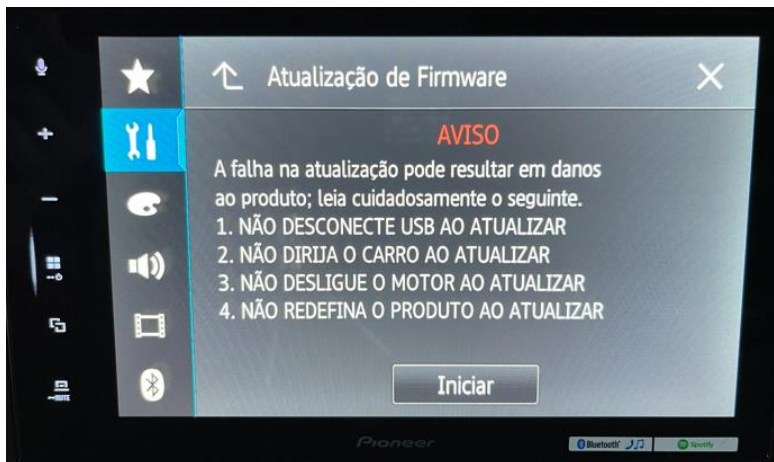 Atualização de Firmware
AVISO
A falha na atualização pode resultar em danos
ao produto; leia cuidadosamente o seguinte.
1. NÃO DESCONECTE USB AO ATUALIZAR
2. NÃO DIRIJA O CARRO AO ATUALIZAR
3. NÃO DESLIGUE O MOTOR AO ATUALIZAR
4. NÃO REDEFINA O PRODUTO AO ATUALIZAR
Iniciar
MUTE
Pioneer
Bluetooth
Spotify